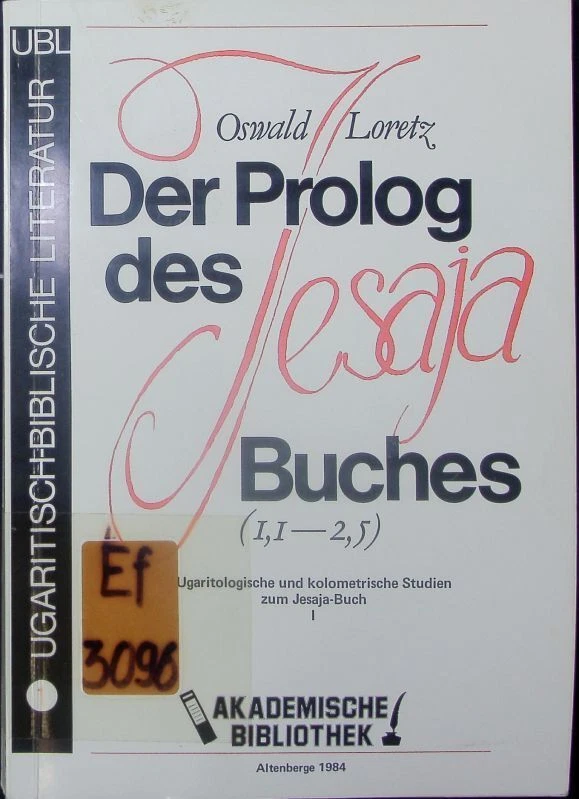 UBL
UGARITISCH-BIBLISCHE LITERATUR
Oswald Loretz
Der Prolog
des Jesaja
Buches
(1,1—2,5)
Ugaritologische und kolometrische Studien
zum Jesaja-Buch
I
Ef
3096
AKADEMISCHE
BIBLIOTHEK
Altenberge 1984